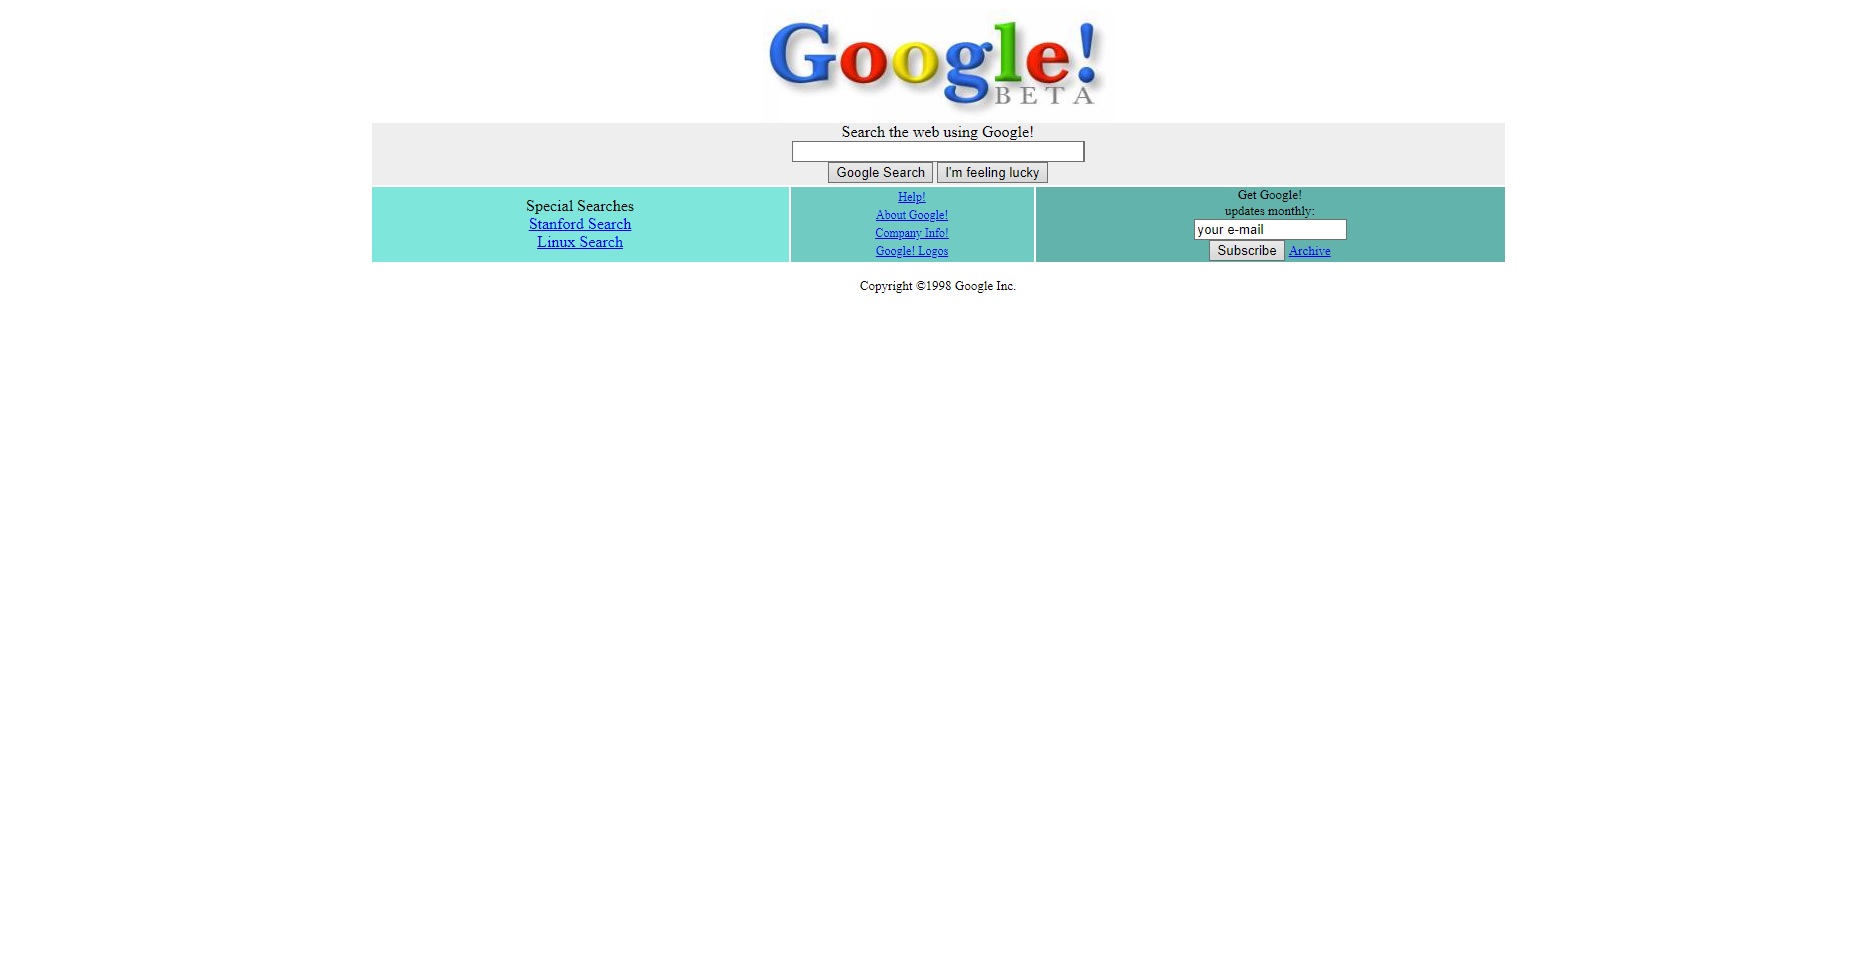 Google!
BETA
Search the web using Google!
Google Search I'm feeling lucky
Special Searches
Stanford Search
Linux Search
Help!
About Google!
Company Info!
Google! Logos
Get Google!
updates monthly:
your e-mail
Subscribe Archive
Copyright ©1998 Google Inc.